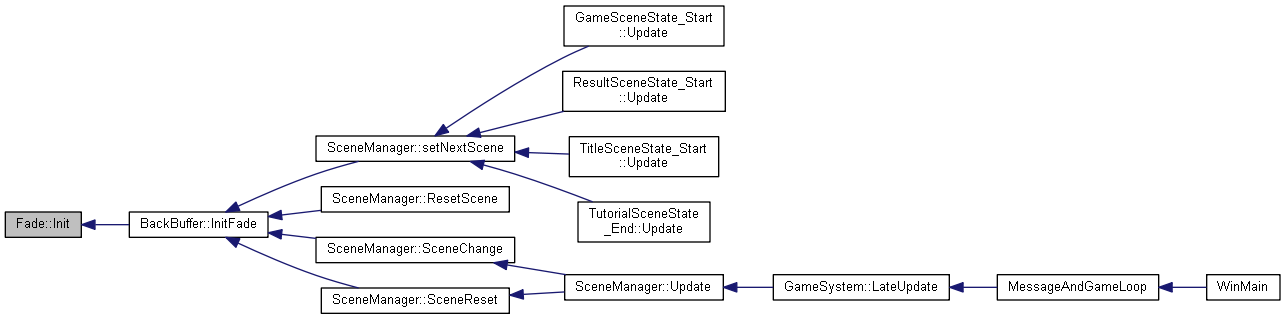 GameSceneState_Start
::Update
ResultSceneState_Start
::Update
SceneManager::setNextScene
TitleSceneState_Start
::Update
SceneManager::ResetScene
TutorialSceneState
_End::Update
Fade::Init
BackBuffer::InitFade
SceneManager::SceneChange
SceneManager::SceneReset
SceneManager::Update
GameSystem::LateUpdate
MessageAndGameLoop
WinMain